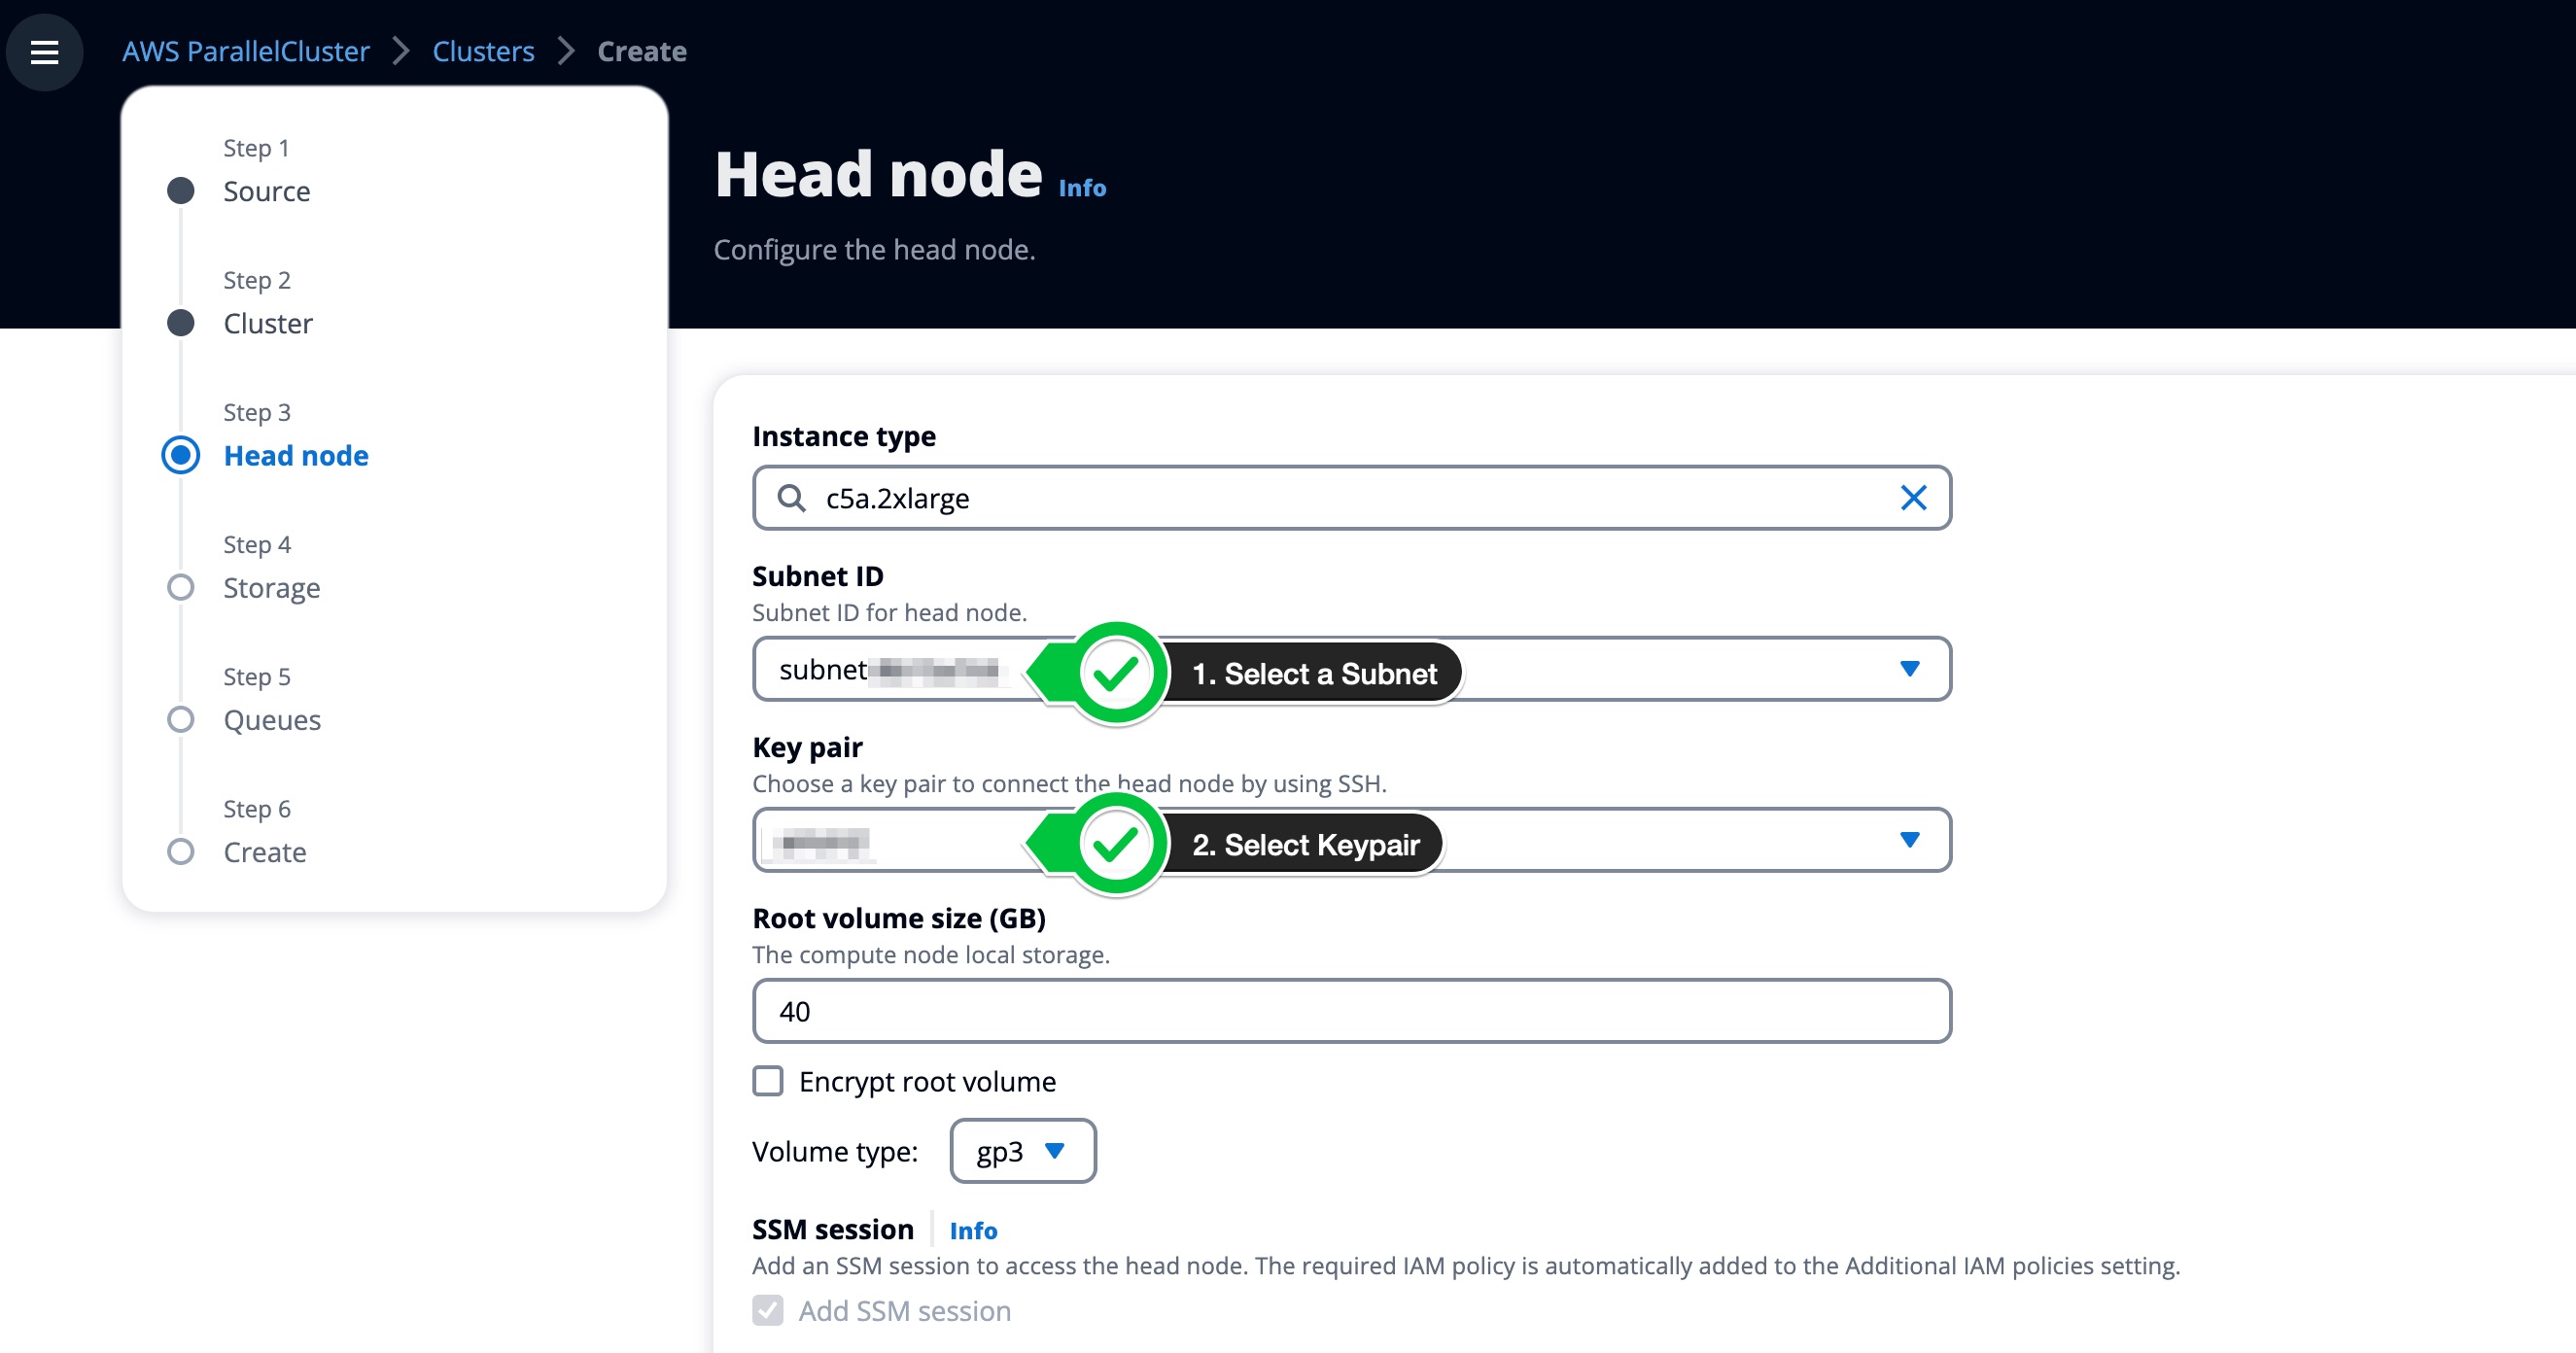 AWS ParallelCluster > Clusters > Create
Step 1
Source
Step 2
Cluster
Step 3
Head node
Step 4
Storage
Step 5
Queues
Step 6
Create
Head node Info
Configure the head node.
Instance type
c5a.2xlarge
Subnet ID
Subnet ID for head node.
subnet
1. Select a Subnet
Key pair
Choose a key pair to connect the head node by using SSH.
2. Select Keypair
Root volume size (GB)
The compute node local storage.
40
Encrypt root volume
Volume type: gp3
SSM session Info
Add an SSM session to access the head node. The required IAM policy is automatically added to the Additional IAM policies setting.
Add SSM session